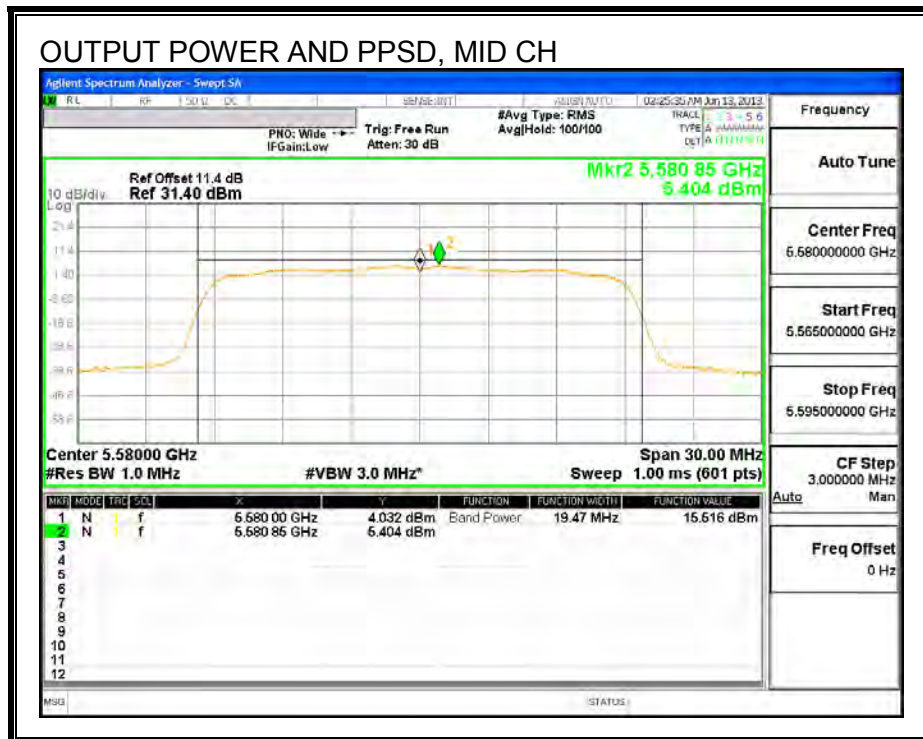 OUTPUT POWER AND PPSD, MID CH
Agilent Spectrum Analyzer - Swept SA
RL RF 50 Ω DC SENSE:INT ALIGN AUTO 02:25:35 AM Jun 13, 2013
PNO: Wide
IFGain:Low
Trig: Free Run
Atten: 30 dB
#Avg Type: RMS
Avg|Hold: 100/100
TRACE
TYPE
DET
Frequency
Mkr2 5.580 85 GHz
5.404 dBm
Ref Offset 11.4 dB
10 dB/div Ref 31.40 dBm
Log
21.4
11.4
1.40
1 2
Center 5.58000 GHz Span 30.00 MHz
#Res BW 1.0 MHz #VBW 3.0 MHz* Sweep 1.00 ms (601 pts)
MKR MODE TRC SCL X Y FUNCTION FUNCTION WIDTH FUNCTION VALUE
1 N 1 f 5.580 00 GHz 4.032 dBm Band Power 19.47 MHz 15.516 dBm
2 N 1 f 5.580 85 GHz 5.404 dBm
3
4
5
6
7
8
9
10
11
12
MSG STATUS
Auto Tune
Center Freq
5.580000000 GHz
Start Freq
5.565000000 GHz
Stop Freq
5.595000000 GHz
CF Step
3.000000 MHz
Auto Man
Freq Offset
0 Hz